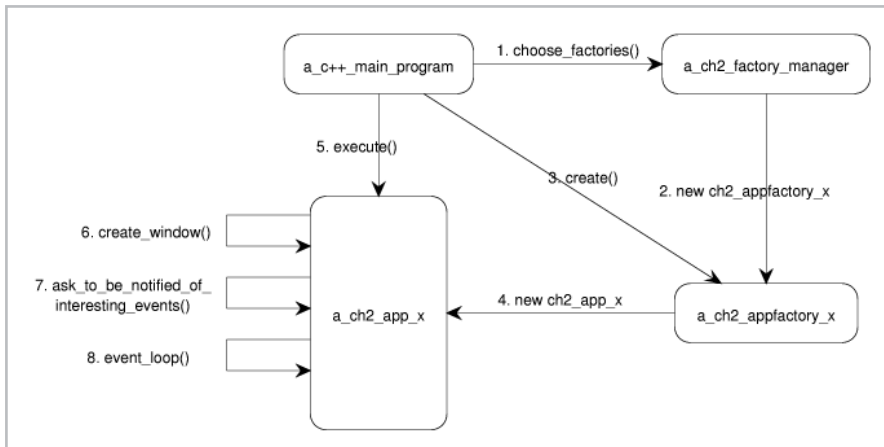 1. choose_factories()
a_c++_main_program
a_ch2_factory_manager
5. execute()
3. create()
2. new ch2_appfactory_x
6. create_window()
7. ask_to_be_notified_of_
interesting_events()
4. new ch2_app_x
a_ch2_app_x
a_ch2_appfactory_x
8. event_loop()